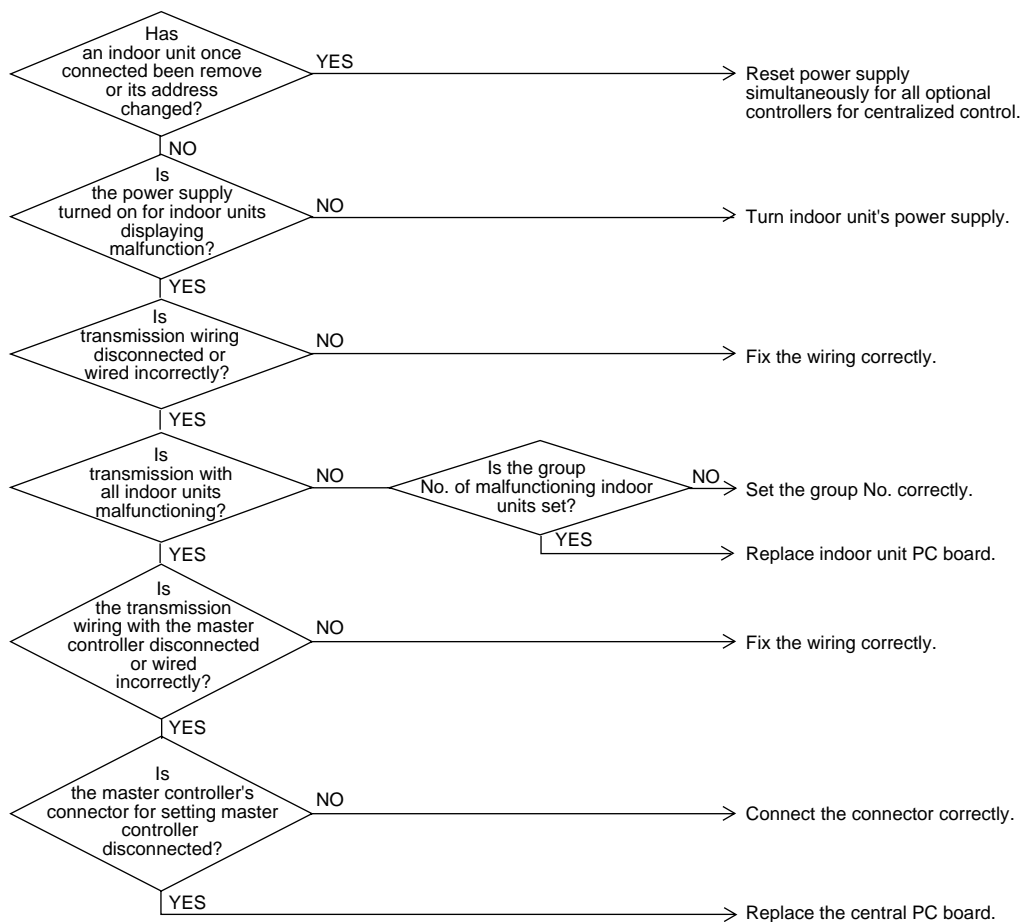 Has
an indoor unit once
connected been remove
or its address
changed?
YES
Reset power supply
simultaneously for all optional
controllers for centralized control.
NO
Is
the power supply
turned on for indoor units
displaying
malfunction?
NO
Turn indoor unit's power supply.
YES
Is
transmission wiring
disconnected or
wired incorrectly?
NO
Fix the wiring correctly.
YES
Is
transmission with
all indoor units
malfunctioning?
NO
Is the group
No. of malfunctioning indoor
units set?
NO
Set the group No. correctly.
YES
Replace indoor unit PC board.
YES
Is
the transmission
wiring with the master
controller disconnected
or wired
incorrectly?
NO
Fix the wiring correctly.
YES
Is
the master controller's
connector for setting master
controller
disconnected?
NO
Connect the connector correctly.
YES
Replace the central PC board.